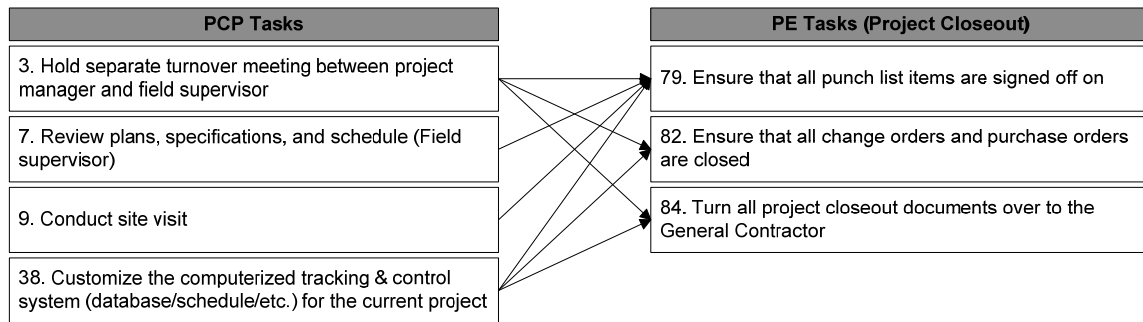 PCP Tasks
3. Hold separate turnover meeting between project
manager and field supervisor
7. Review plans, specifications, and schedule (Field
supervisor)
9. Conduct site visit
38. Customize the computerized tracking & control
system (database/schedule/etc.) for the current project
PE Tasks (Project Closeout)
79. Ensure that all punch list items are signed off on
82. Ensure that all change orders and purchase orders
are closed
84. Turn all project closeout documents over to the
General Contractor